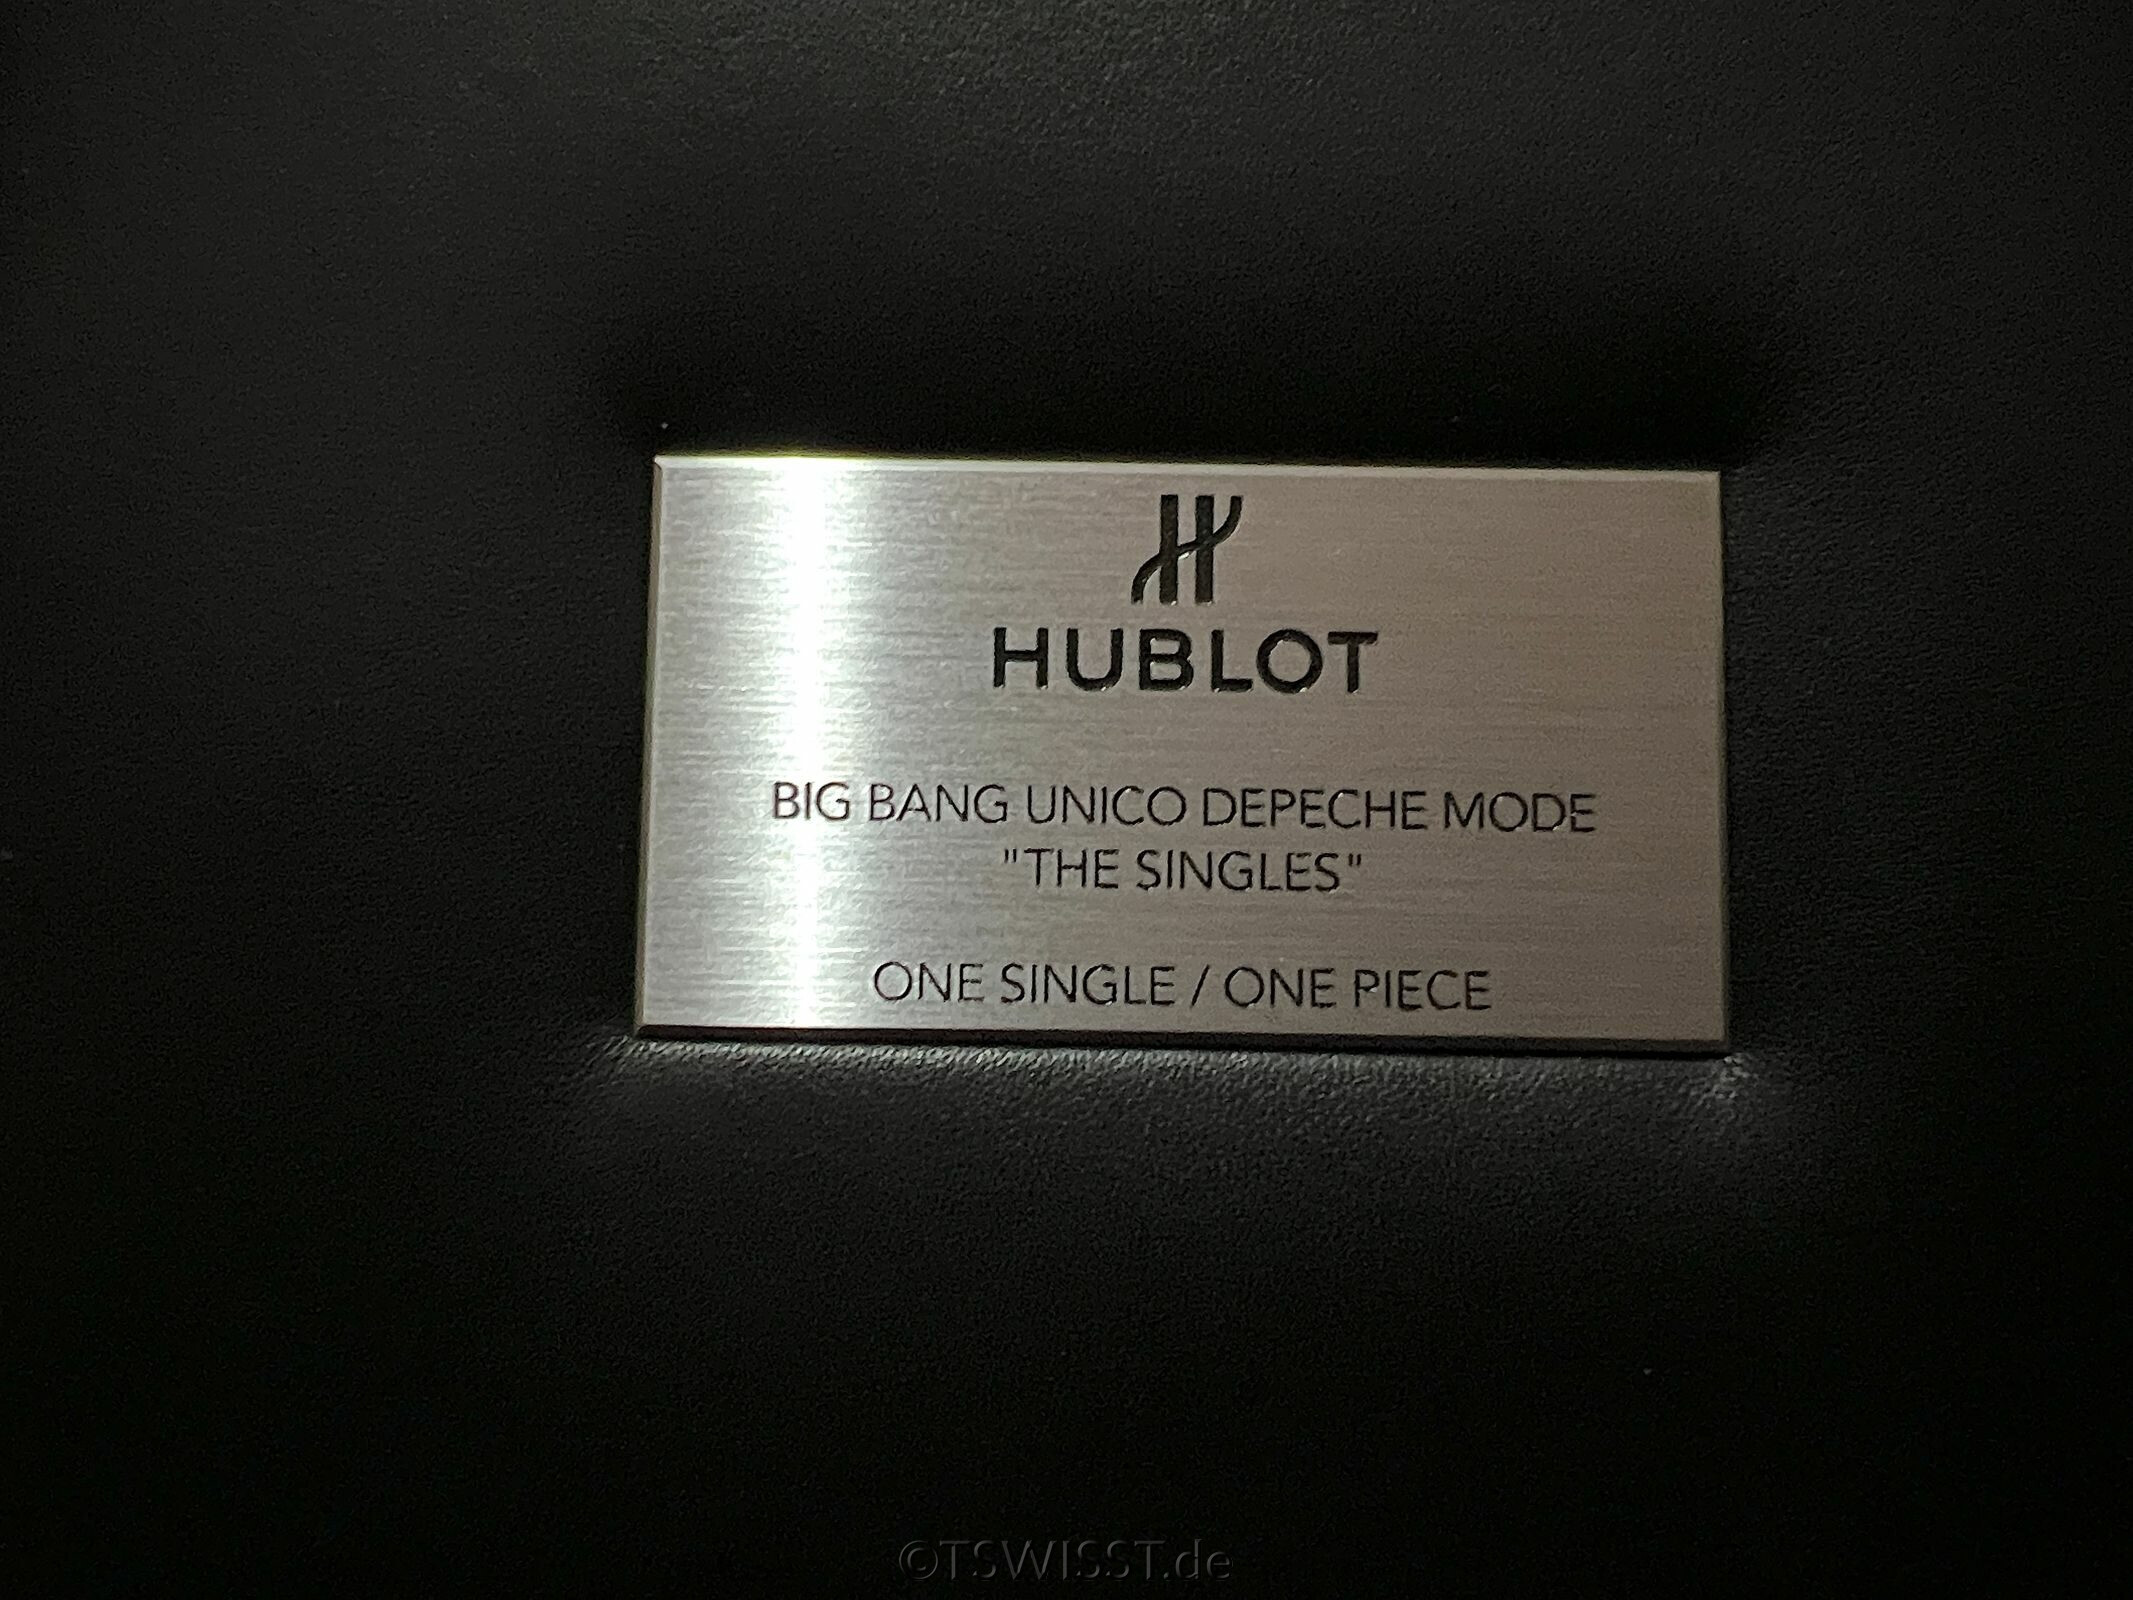 HUBLOT
BIG BANG UNICO DEPECHE MODE
"THE SINGLES"
ONE SINGLE / ONE PIECE
©TSWISST.de